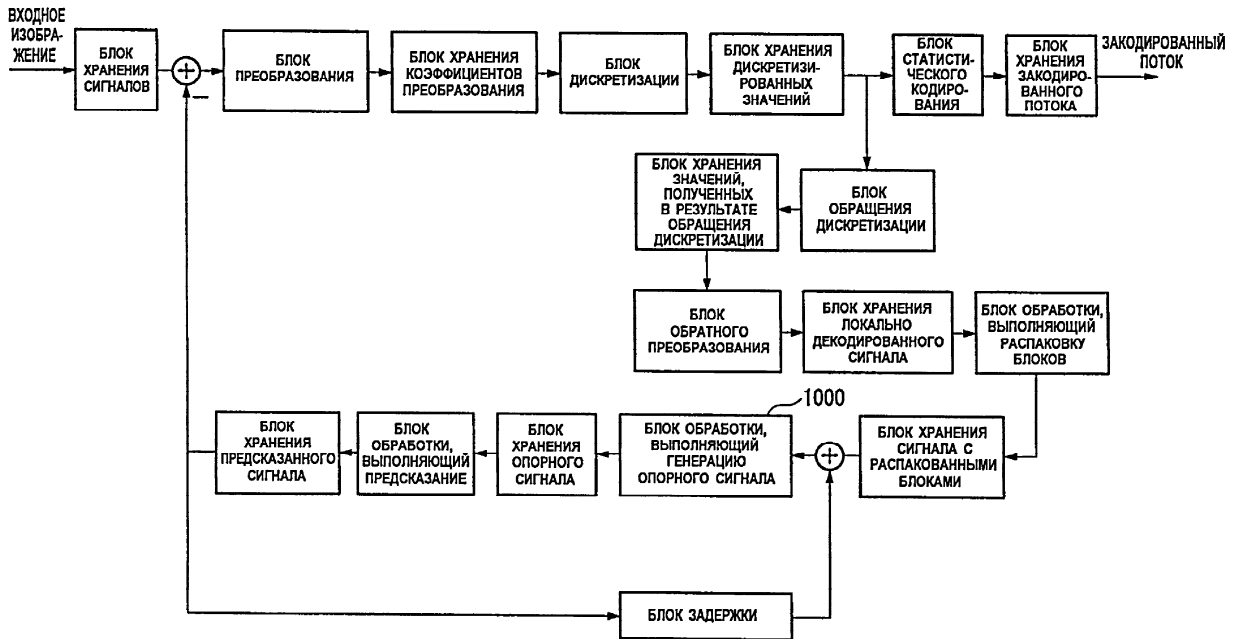 ВХОДНОЕ
ИЗОБРА-
ЖЕНИЕ
БЛОК
ХРАНЕНИЯ
СИГНАЛОВ
БЛОК
ПРЕОБРАЗОВАНИЯ
БЛОК ХРАНЕНИЯ
КОЭФФИЦИЕНТОВ
ПРЕОБРАЗОВАНИЯ
БЛОК
ДИСКРЕТИЗАЦИИ
БЛОК ХРАНЕНИЯ
ДИСКРЕТИЗИ-
РОВАННЫХ
ЗНАЧЕНИЙ
БЛОК
СТАТИСТИ-
ЧЕСКОГО
КОДИРО-
ВАНИЯ
БЛОК
ХРАНЕНИЯ
ЗАКОДИРО-
ВАННОГО
ПОТОКА
ЗАКОДИРОВАННЫЙ
ПОТОК
БЛОК ХРАНЕНИЯ
ЗНАЧЕНИЙ,
ПОЛУЧЕННЫХ
В РЕЗУЛЬТАТЕ
ОБРАЩЕНИЯ
ДИСКРЕТИЗАЦИИ
БЛОК
ОБРАЩЕНИЯ
ДИСКРЕТИЗАЦИИ
БЛОК
ОБРАТНОГО
ПРЕОБРАЗОВАНИЯ
БЛОК ХРАНЕНИЯ
ЛОКАЛЬНО
ДЕКОДИРОВАННОГО
СИГНАЛА
БЛОК ОБРАБОТКИ,
ВЫПОЛНЯЮЩИЙ
РАСПАКОВКУ
БЛОКОВ
1000
БЛОК
ХРАНЕНИЯ
ПРЕДСКАЗАННОГО
СИГНАЛА
БЛОК
ОБРАБОТКИ,
ВЫПОЛНЯЮЩИЙ
ПРЕДСКАЗАНИЕ
БЛОК
ХРАНЕНИЯ
ОПОРНОГО
СИГНАЛА
БЛОК ОБРАБОТКИ,
ВЫПОЛНЯЮЩИЙ
ГЕНЕРАЦИЮ
ОПОРНОГО СИГНАЛА
БЛОК ХРАНЕНИЯ
СИГНАЛА С
РАСПАКОВАННЫМИ
БЛОКАМИ
БЛОК ЗАДЕРЖКИ